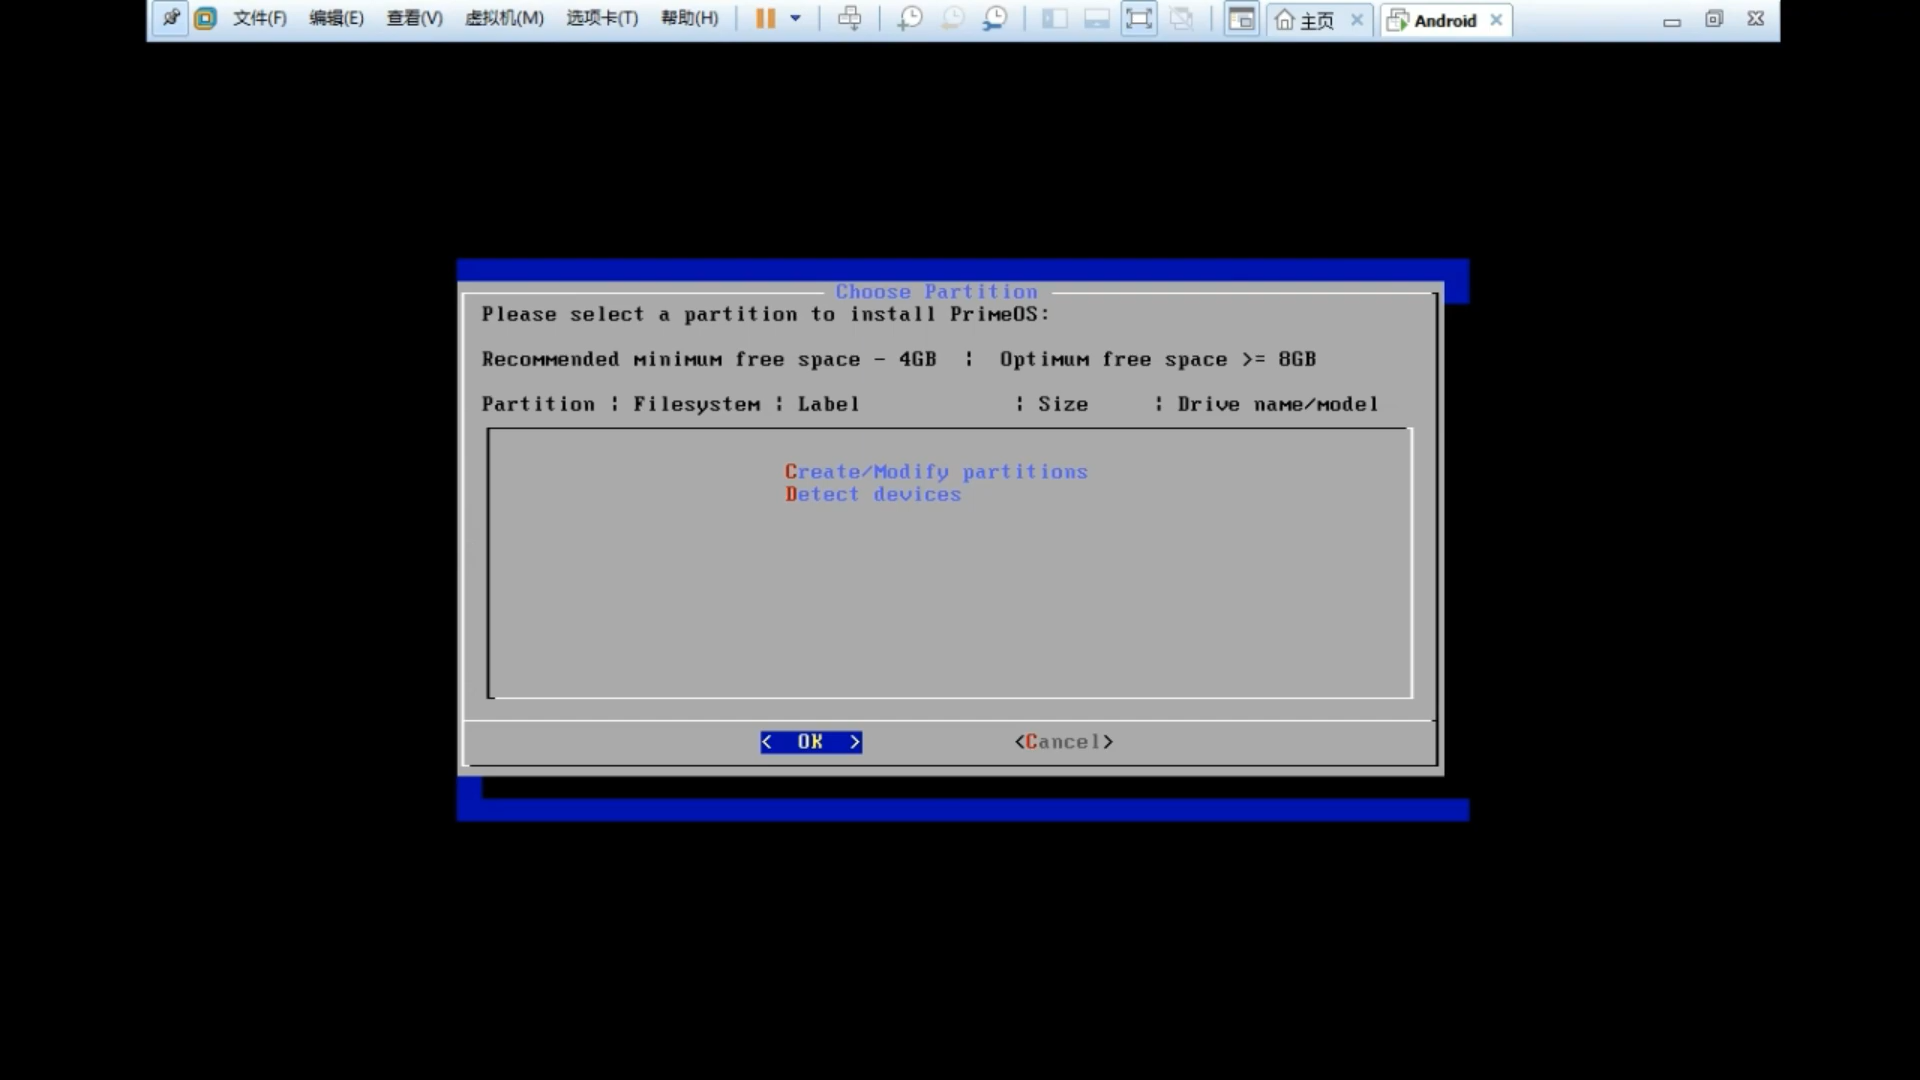 文件(F) 编辑(E) 查看(V) 虚拟机(M) 选项卡(T) 帮助(H) 主页 Android
Choose Partition
Please select a partition to install PrimeOS:
Recommended minimum free space - 4GB ¦ Optimum free space >= 8GB
Partition ¦ Filesystem ¦ Label ¦ Size ¦ Drive name/model
Create/Modify partitions
Detect devices
< OK > <Cancel>